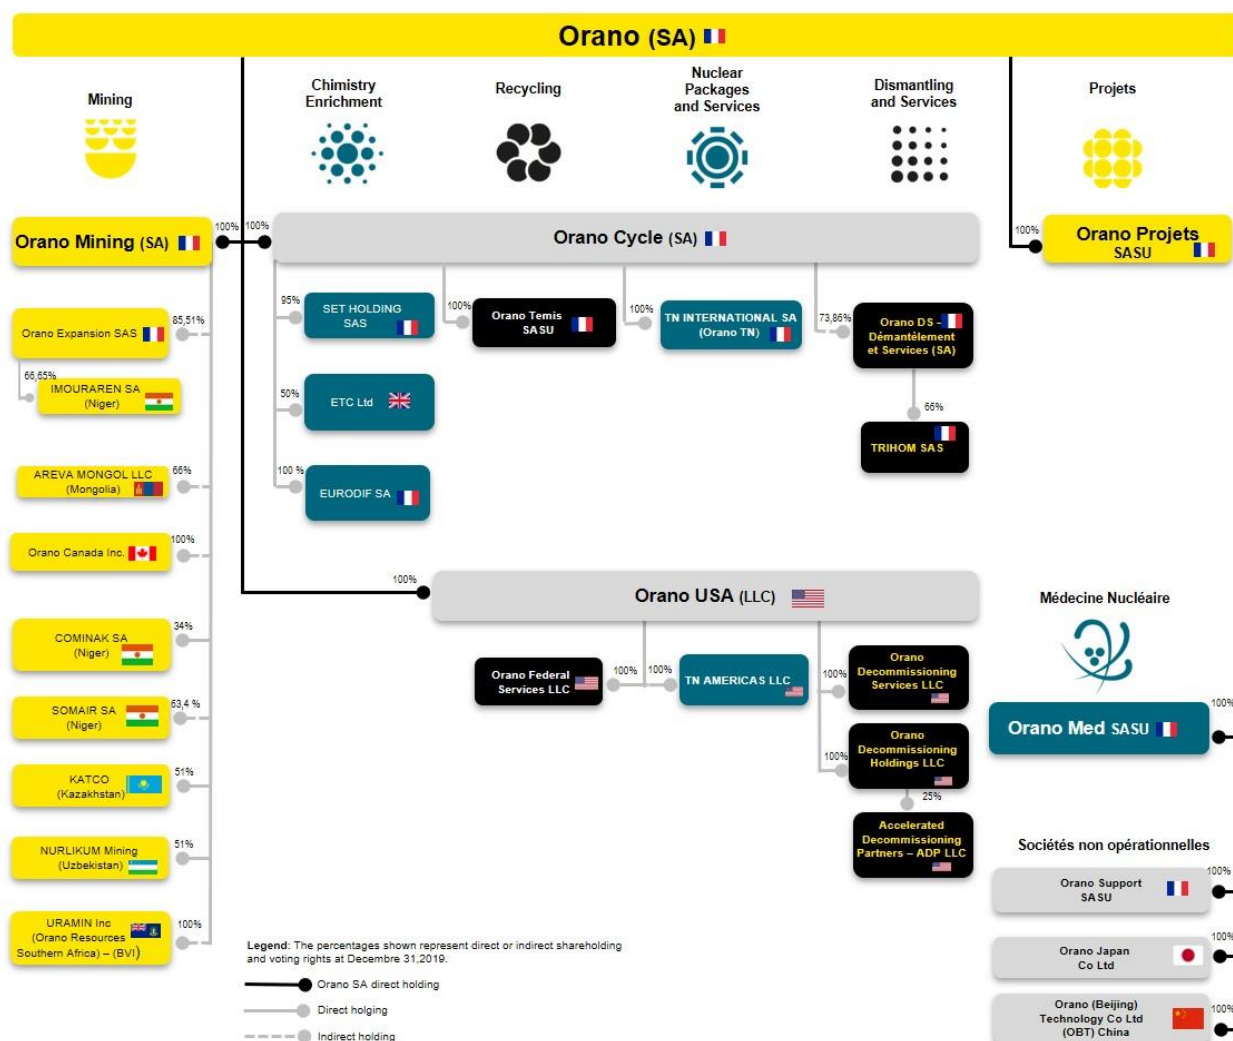 Orano (SA)
Mining
Chimistry
Enrichment
Recycling
Nuclear
Packages
and Services
Dismantling
and Services
Projets
Orano Mining (SA)
100%
100%
Orano Cycle (SA)
100%
Orano Projets
SASU
Orano Expansion SAS
85,51%
66,65%
IMOURAREN SA
(Niger)
AREVA MONGOL LLC
(Mongolia)
66%
Orano Canada Inc.
100%
COMINAK SA
(Niger)
34%
SOMAIR SA
(Niger)
63,4 %
KATCO
(Kazakhstan)
51%
NURLIKUM Mining
(Uzbekistan)
51%
URAMIN Inc
(Orano Resources
Southern Africa) – (BVI)
100%
95%
SET HOLDING
SAS
50%
ETC Ltd
100 %
EURODIF SA
100%
Orano Temis
SASU
100%
TN INTERNATIONAL SA
(Orano TN)
73,86%
Orano DS –
Démantèlement
et Services (SA)
66%
TRIHOM SAS
100%
Orano USA (LLC)
Orano Federal
Services LLC
100%
100%
TN AMERICAS LLC
100%
Orano
Decommissioning
Services LLC
100%
Orano
Decommissioning
Holdings LLC
25%
Accelerated
Decommissioning
Partners – ADP LLC
Médecine Nucléaire
Orano Med SASU
100%
Sociétés non opérationnelles
Orano Support
SASU
100%
Orano Japan
Co Ltd
100%
Orano (Beijing)
Technology Co Ltd
(OBT) China
100%
Legend: The percentages shown represent direct or indirect shareholding
and voting rights at Decembre 31,2019.
Orano SA direct holding
Direct holging
Indirect holding